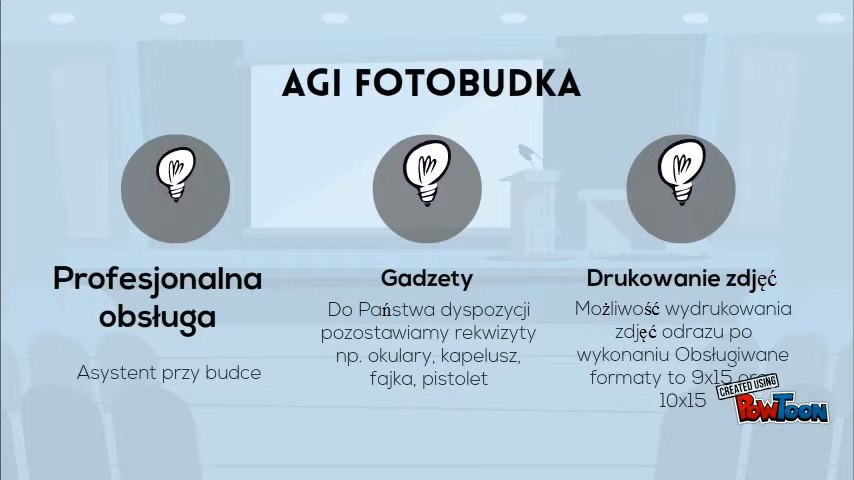 AGI FOTOBUDKA
Profesjonalna
obsługa
Asystent przy budce
Gadzety
Do Państwa dyspozycji
pozostawiamy rekwizyty
np. okulary, kapelusz,
fajka, pistolet
Drukowanie zdjęć
Możliwość wydrukowania
zdjęć odrazu po
wykonaniu Obsługiwane
formaty to 9x15
10x15
CREATED USING
POWTOON